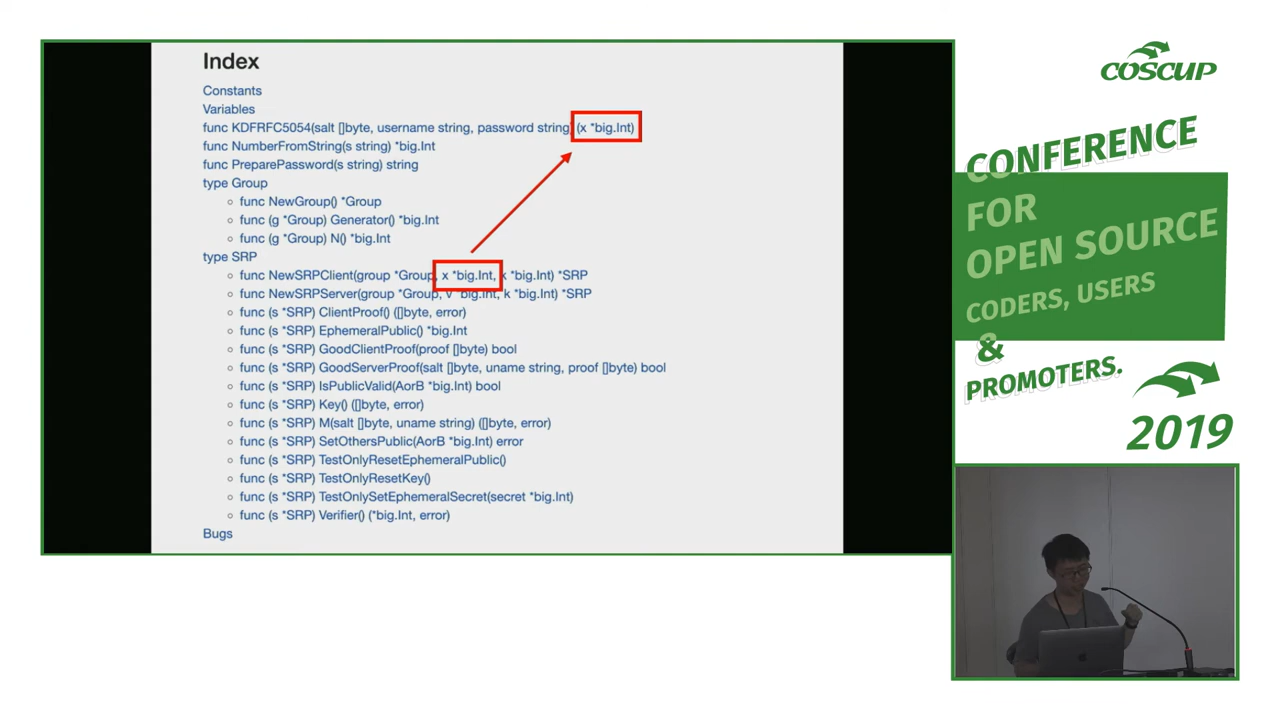 Index
Constants
Variables
func KDFRFC5054(salt []byte, username string, password string) (x *big.Int)
func NumberFromString(s string) *big.Int
func PreparePassword(s string) string
type Group
func NewGroup() *Group
func (g *Group) Generator() *big.Int
func (g *Group) N() *big.Int
type SRP
func NewSRPClient(group *Group, x *big.Int, k *big.Int) *SRP
func NewSRPServer(group *Group, v *big.Int, k *big.Int) *SRP
func (s *SRP) ClientProof() ([]byte, error)
func (s *SRP) EphemeralPublic() *big.Int
func (s *SRP) GoodClientProof(proof []byte) bool
func (s *SRP) GoodServerProof(salt []byte, uname string, proof []byte) bool
func (s *SRP) IsPublicValid(AorB *big.Int) bool
func (s *SRP) Key() ([]byte, error)
func (s *SRP) M(salt []byte, uname string) ([]byte, error)
func (s *SRP) SetOthersPublic(AorB *big.Int) error
func (s *SRP) TestOnlyResetEphemeralPublic()
func (s *SRP) TestOnlyResetKey()
func (s *SRP) TestOnlySetEphemeralSecret(secret *big.Int)
func (s *SRP) Verifier() (*big.Int, error)
Bugs
COSCUP
CONFERENCE
FOR
OPEN SOURCE
CODERS, USERS
&
PROMOTERS.
2019